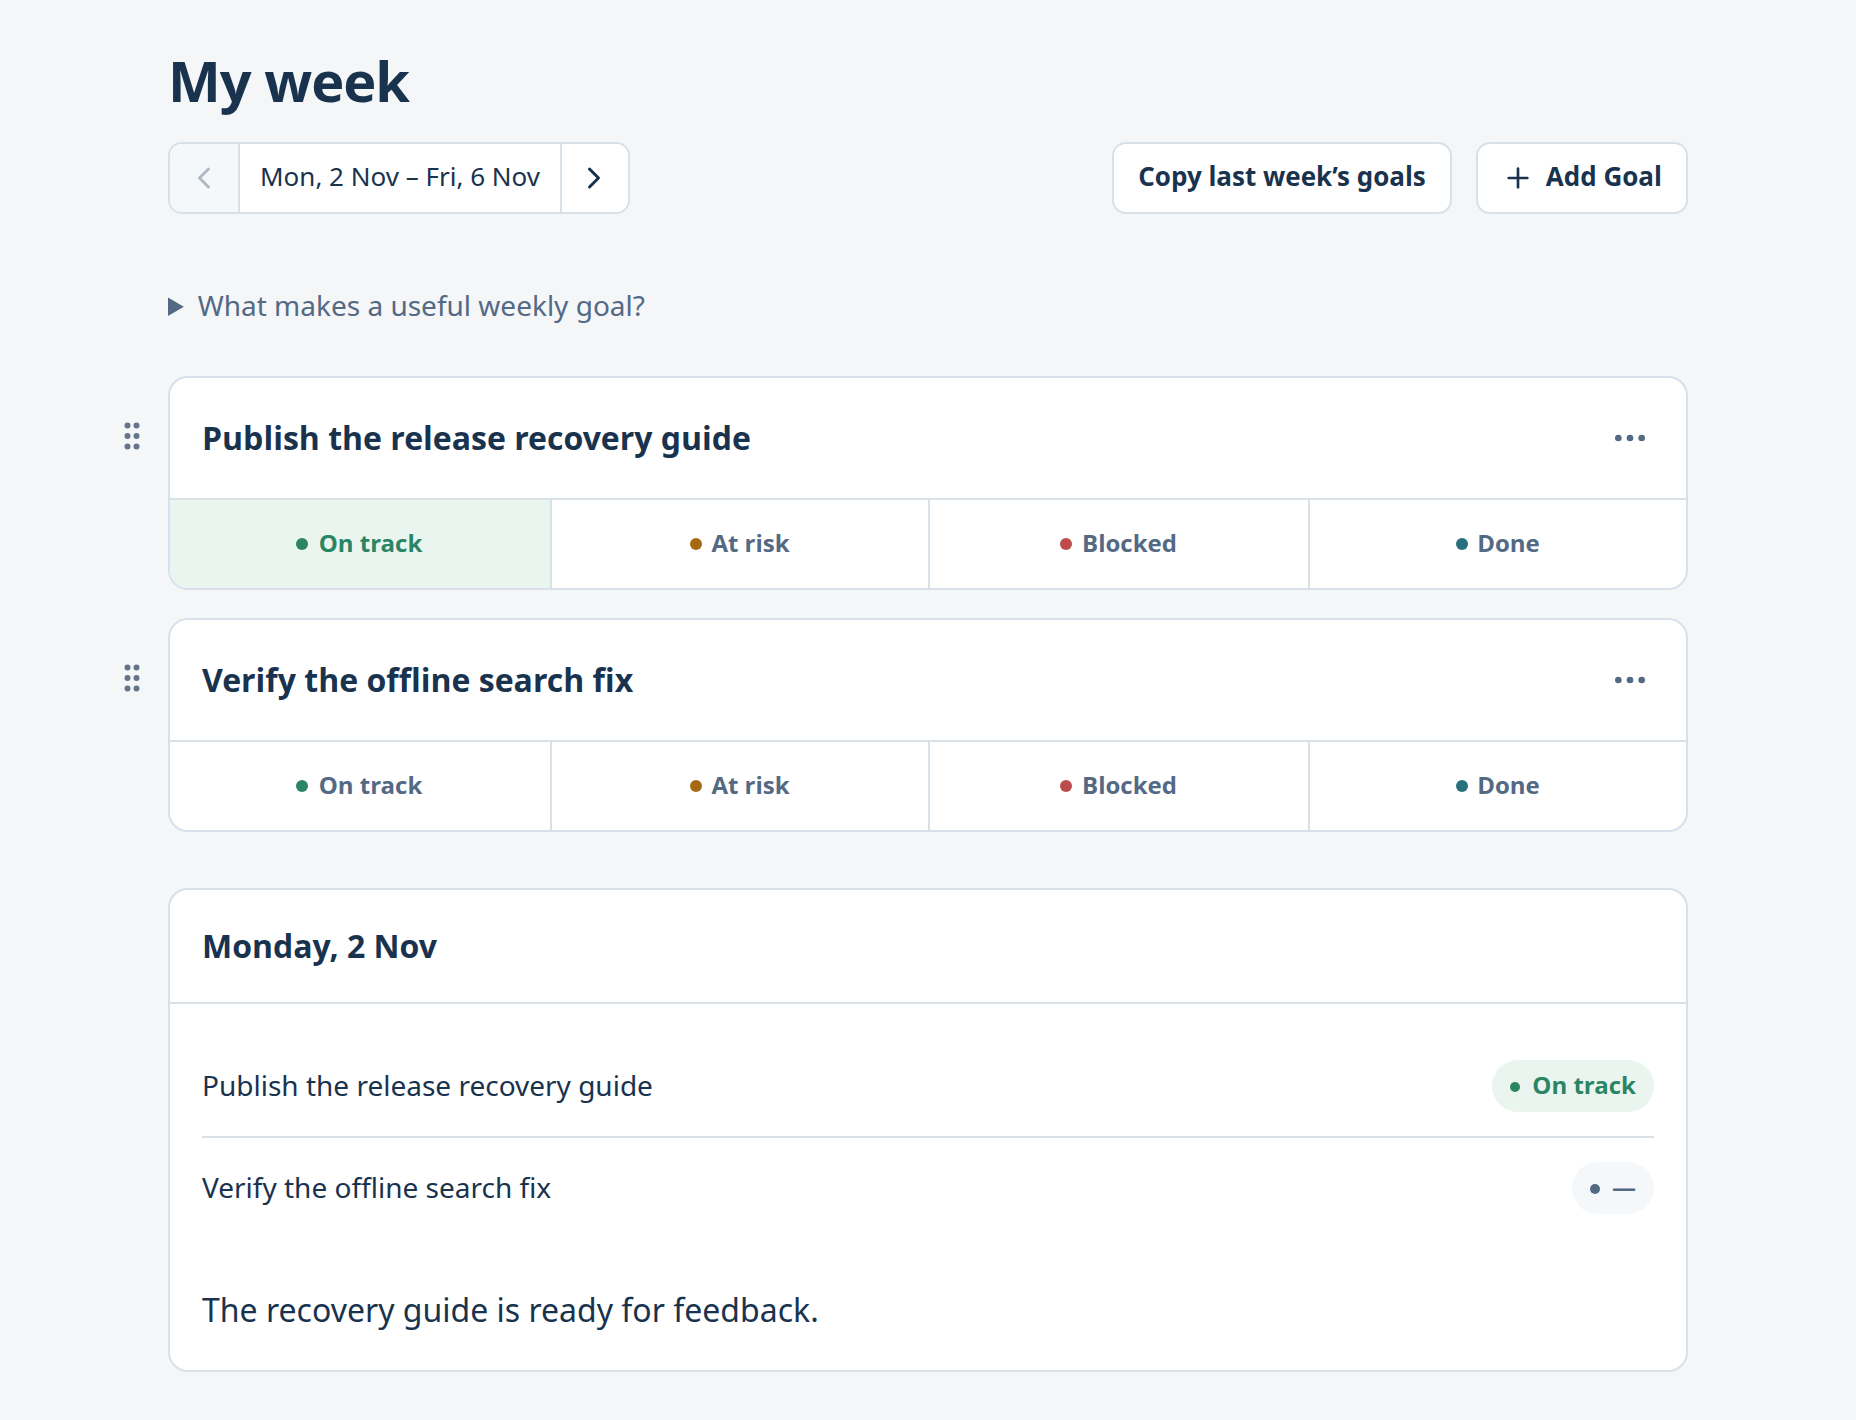 My week
Mon, 2 Nov – Fri, 6 Nov
Copy last week’s goals
Add Goal
What makes a useful weekly goal?
Publish the release recovery guide
On track
At risk
Blocked
Done
Verify the offline search fix
On track
At risk
Blocked
Done
Monday, 2 Nov
Publish the release recovery guide
On track
Verify the offline search fix
—
The recovery guide is ready for feedback.